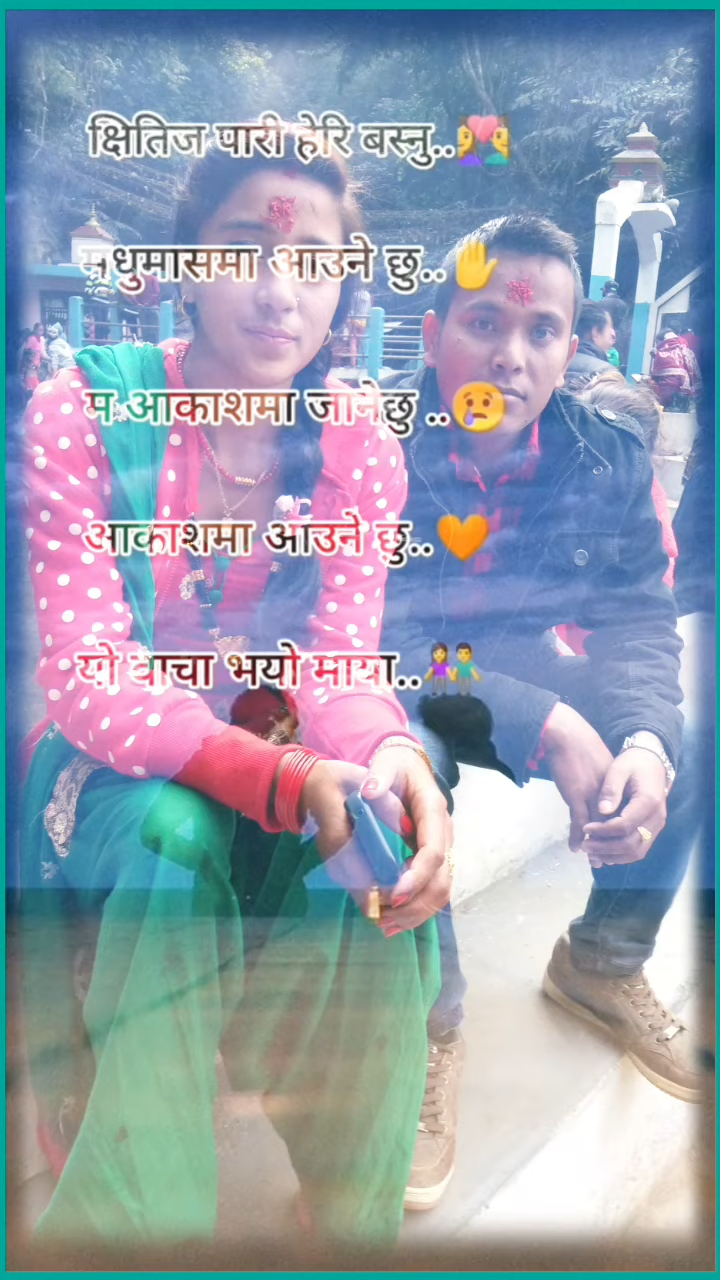 क्षितिज पारी हेरि बस्नु..👩‍❤️‍👨
मधुमासमा आउने छु..✋
म आकाशमा जानेछु ..😢
आकाशमा आउने छु..🧡
यो वाचा भयो माया..👫